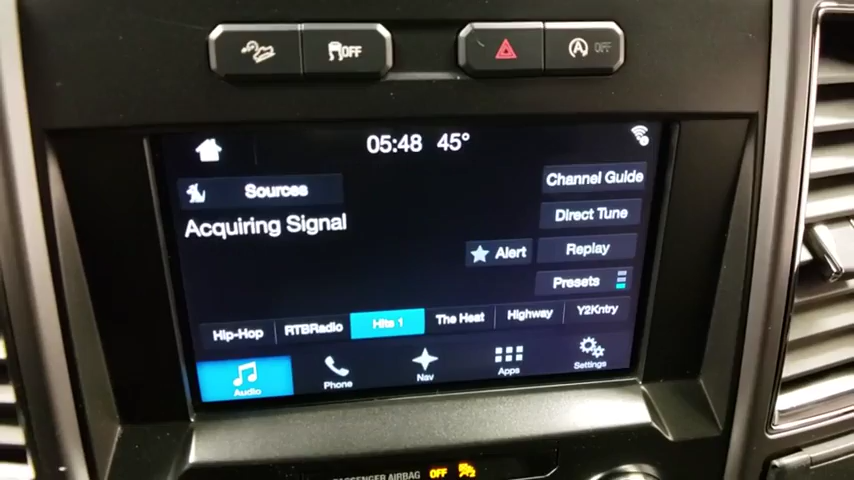 OFF
OFF
05:48 45°
Sources
Channel Guide
Acquiring Signal
Direct Tune
Alert
Replay
Presets
Hip-Hop RTBRadio Hits 1 The Heat Highway Y2Kntry
Audio Phone Nav Apps Settings
PASSENGER AIRBAG OFF